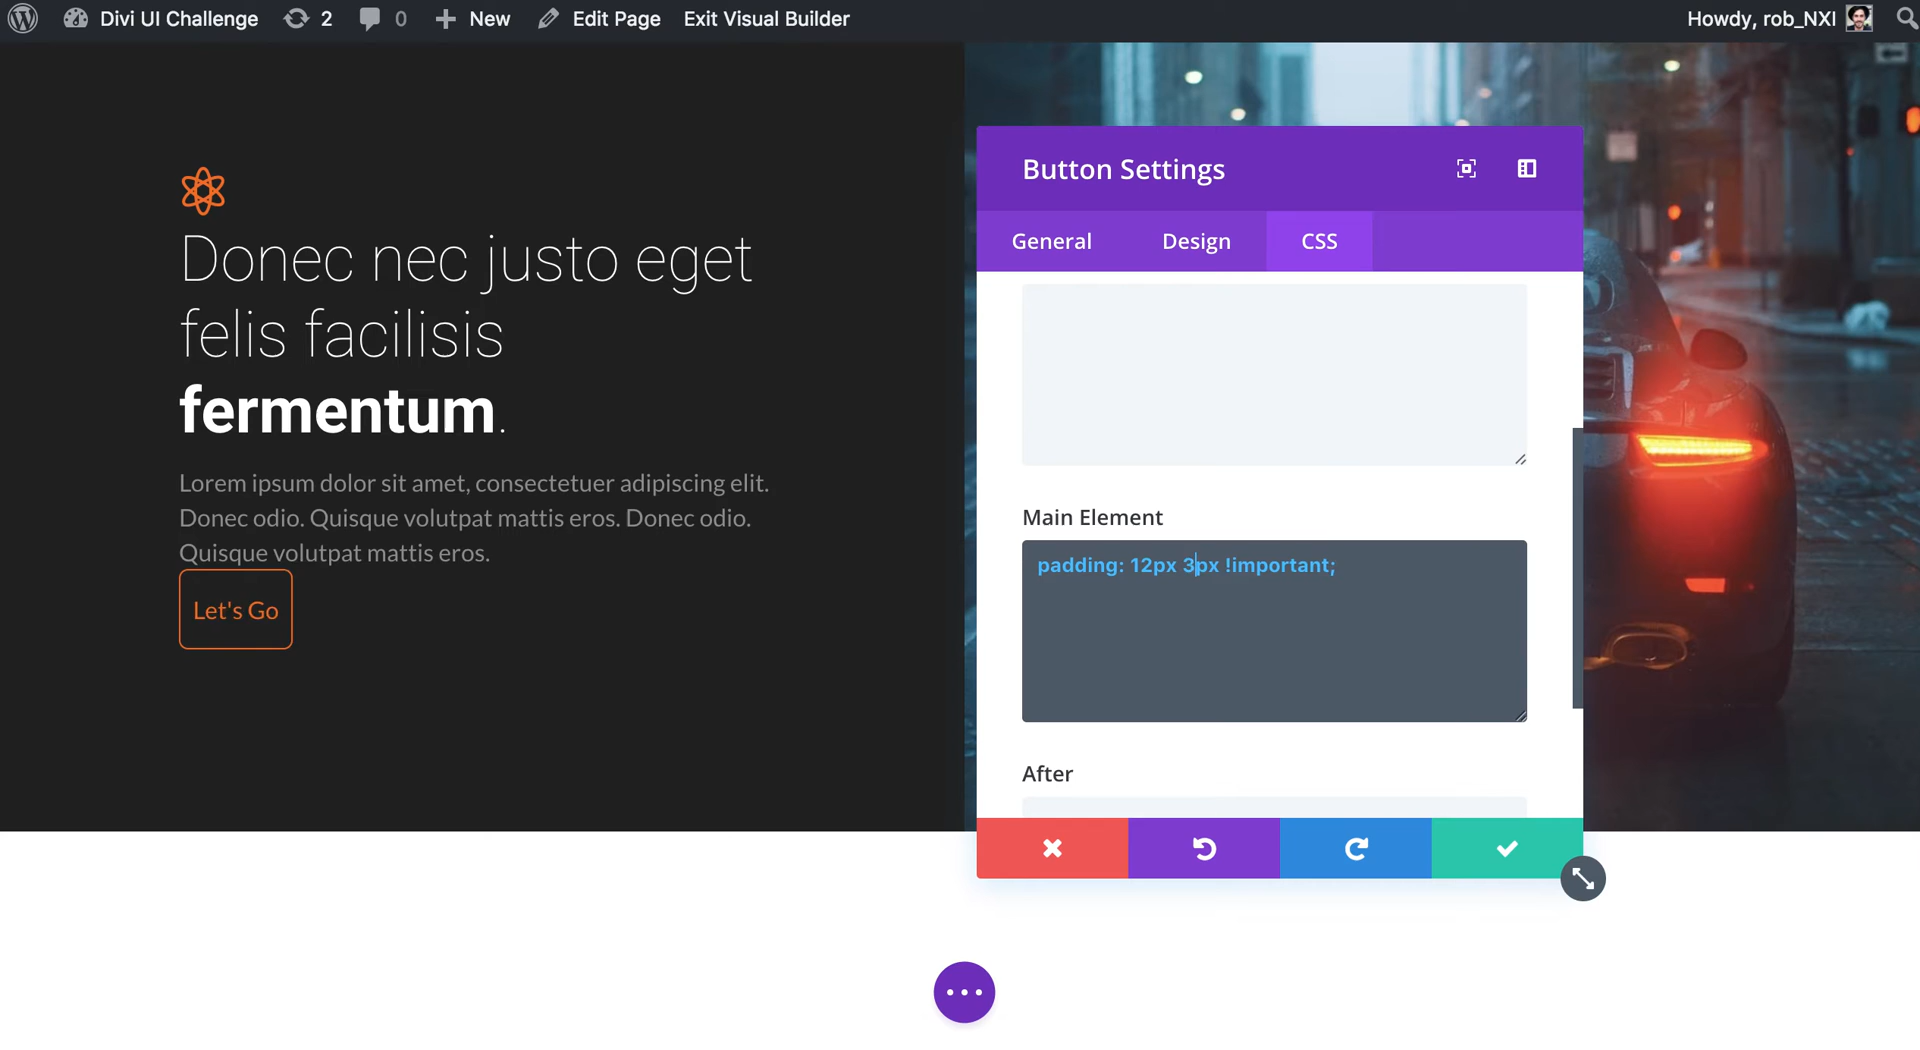 Divi UI Challenge 2 0 New Edit Page Exit Visual Builder Howdy, rob_NXI
Donec nec justo eget
felis facilisis
fermentum.
Lorem ipsum dolor sit amet, consectetuer adipiscing elit.
Donec odio. Quisque volutpat mattis eros. Donec odio.
Quisque volutpat mattis eros.
Let's Go
Button Settings
General Design CSS
Main Element
padding: 12px 3px !important;
After